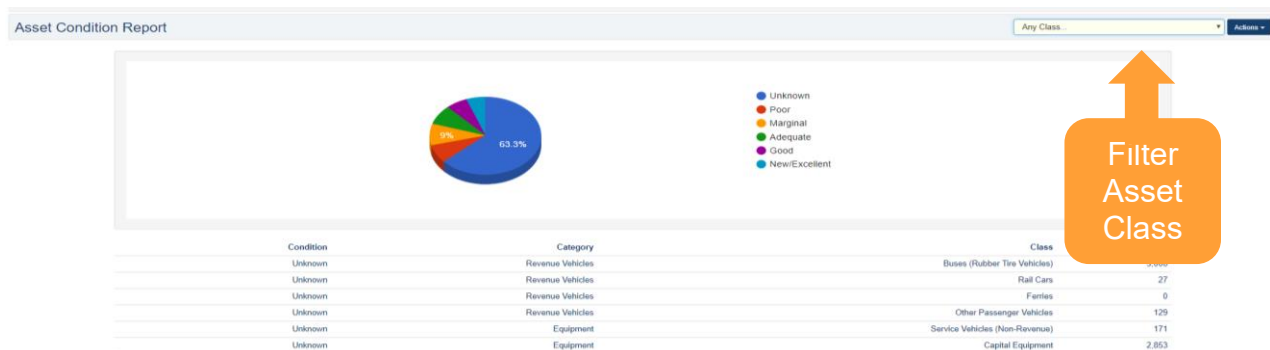 Asset Condition Report
Any Class...
Actions
Unknown
Poor
Marginal
Adequate
Good
New/Excellent
9%
63.3%
Filter
Asset
Class
Condition Category Class
Unknown Revenue Vehicles Buses (Rubber Tire Vehicles)
Unknown Revenue Vehicles Rail Cars 27
Unknown Revenue Vehicles Ferries 0
Unknown Revenue Vehicles Other Passenger Vehicles 129
Unknown Equipment Service Vehicles (Non-Revenue) 171
Unknown Equipment Capital Equipment 2,853